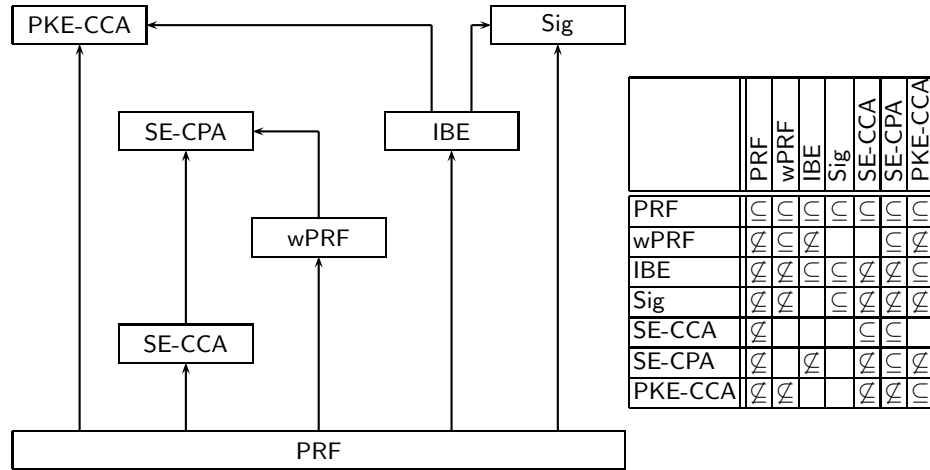 PKE-CCA
Sig
SE-CPA
IBE
wPRF
SE-CCA
PRF
PRF wPRF IBE Sig SE-CCA SE-CPA PKE-CCA
PRF ⊆ ⊆ ⊆ ⊆ ⊆ ⊆ ⊆
wPRF ⊈ ⊆ ⊈ ⊆ ⊈
IBE ⊈ ⊈ ⊆ ⊆ ⊈ ⊈ ⊆
Sig ⊈ ⊈ ⊆ ⊈ ⊈ ⊈
SE-CCA ⊈ ⊆ ⊆
SE-CPA ⊈ ⊈ ⊈ ⊆ ⊈
PKE-CCA ⊈ ⊈ ⊈ ⊈ ⊆